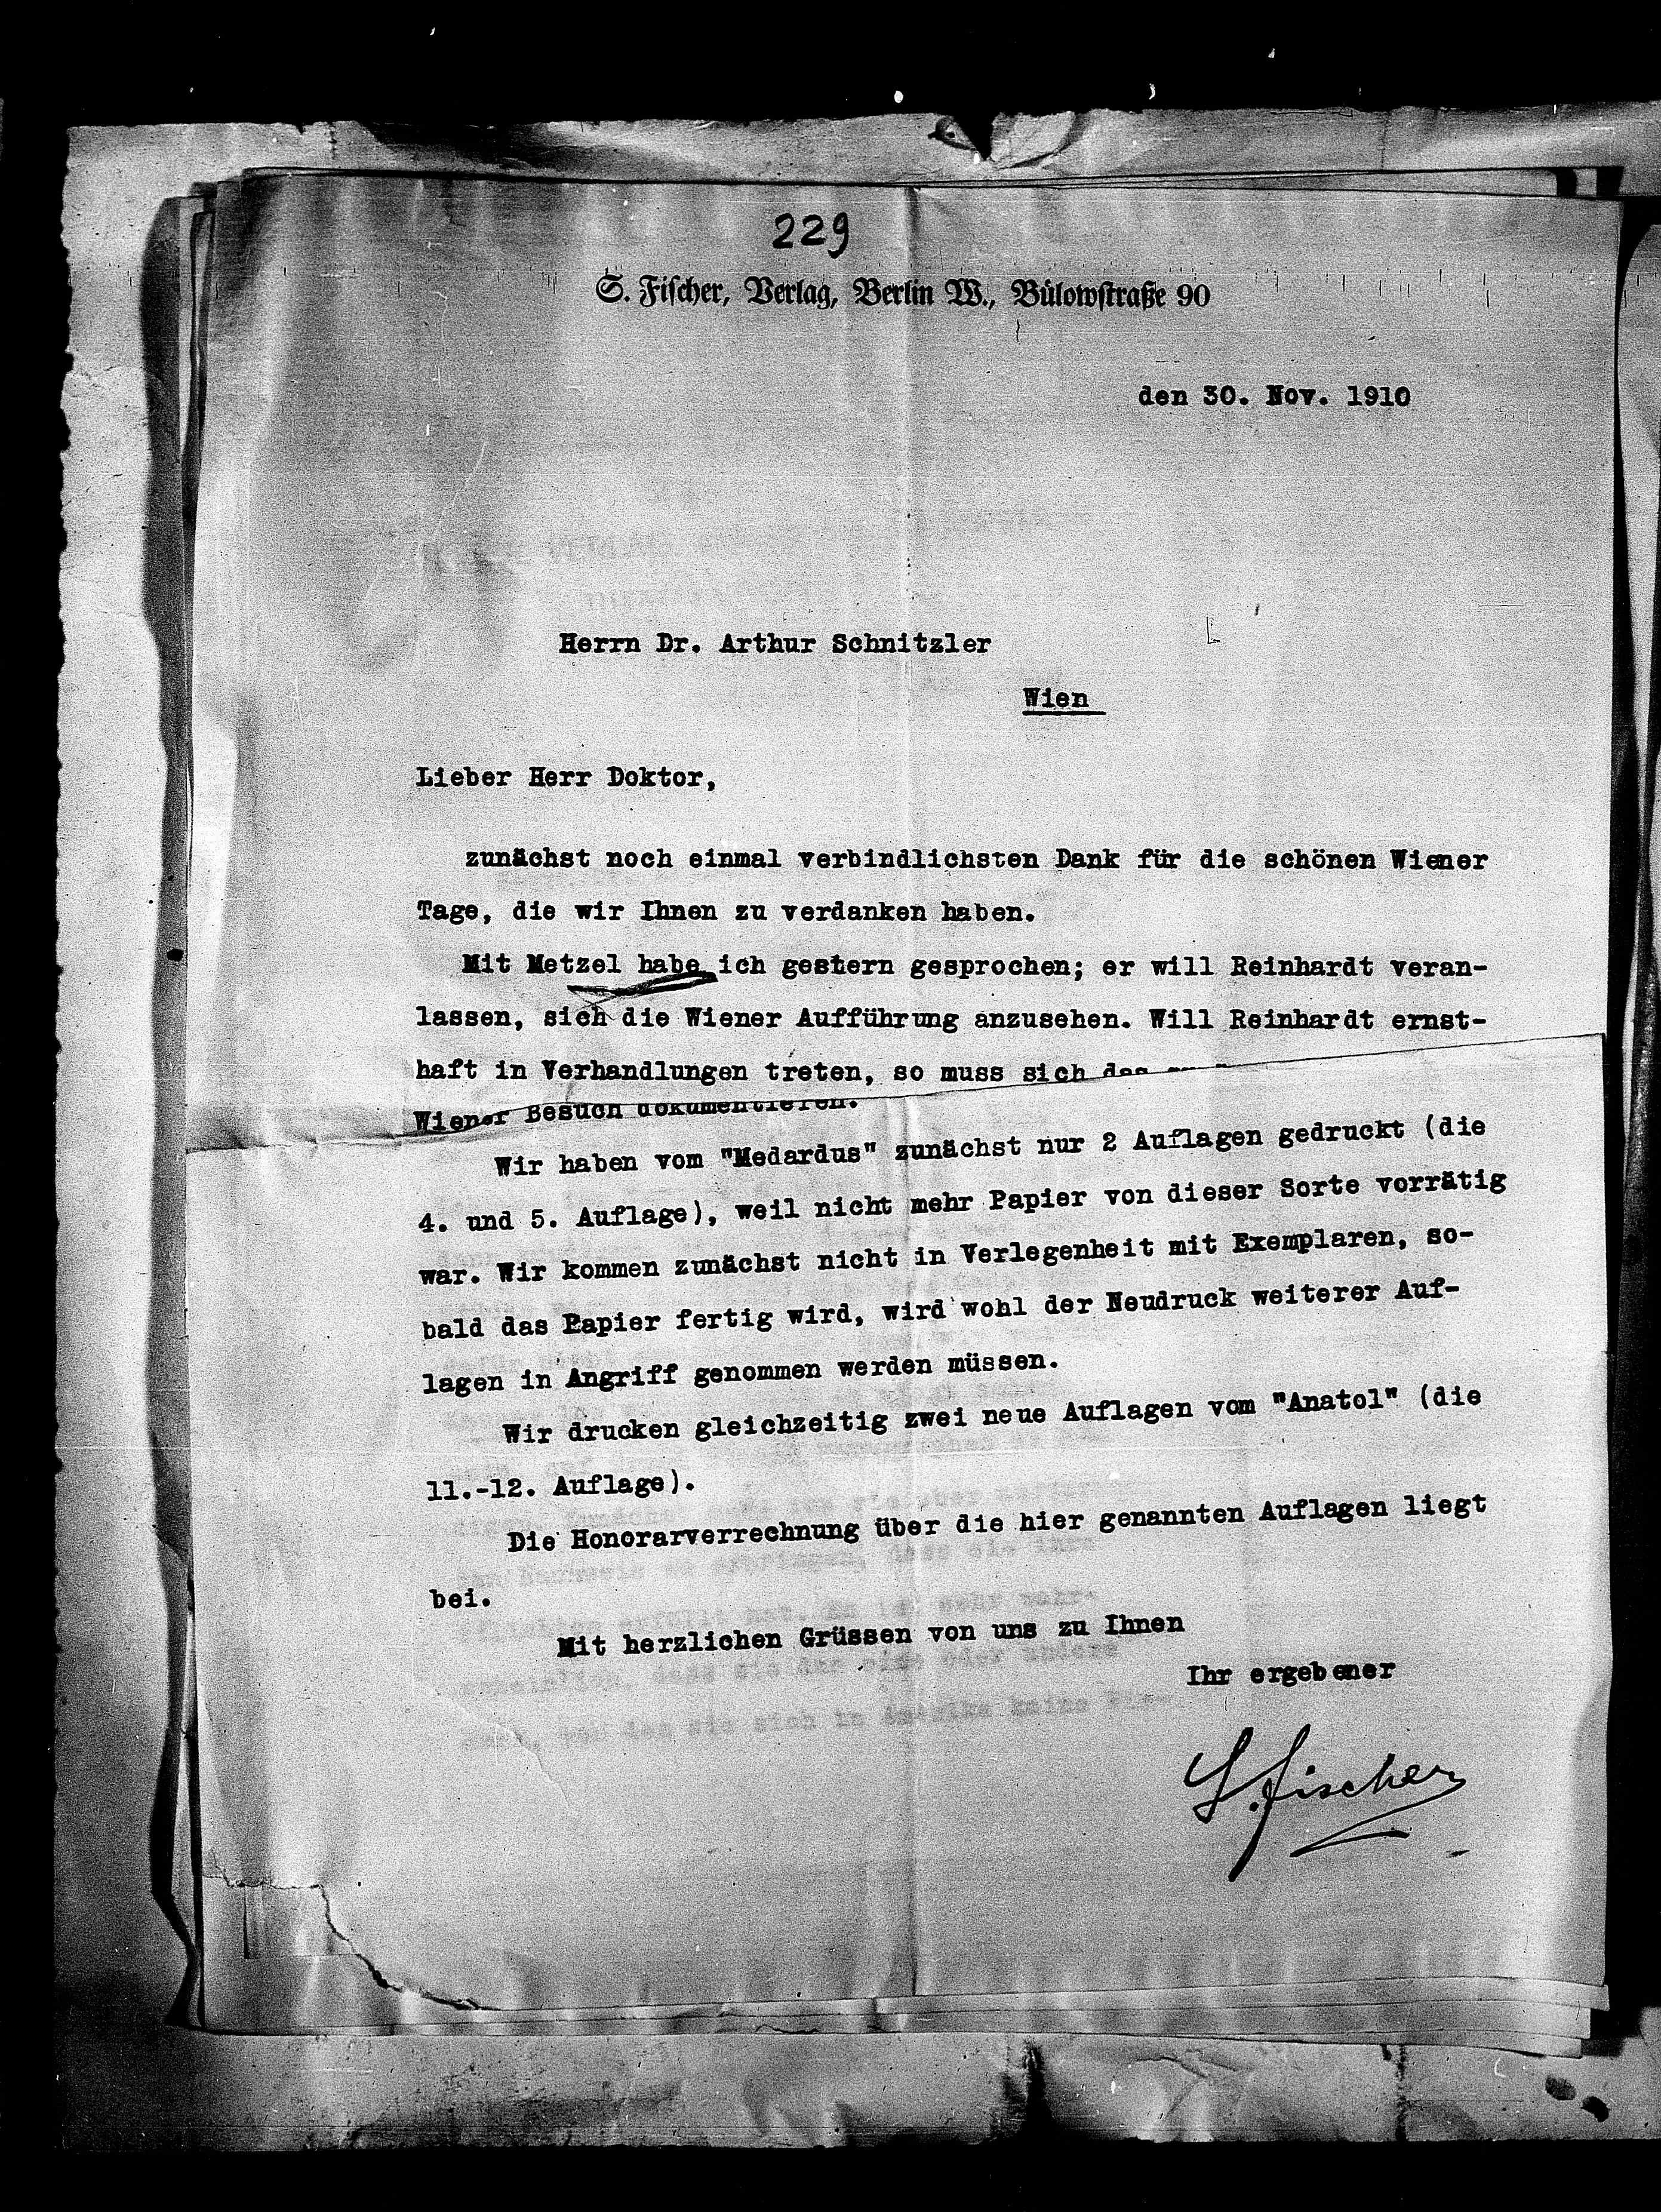 229
S. Fischer, Verlag, Berlin W., Bülowstraße 90
den 30. Nov. 1910
Herrn Dr. Arthur Schnitzler
Wien
Lieber Herr Doktor,
zunächst noch einmal verbindlichsten Dank für die schönen Wiener
Tage, die wir Ihnen zu verdanken haben.
Mit Metzel habe ich gestern gesprochen; er will Reinhardt veran-
lassen, sich die Wiener Aufführung anzusehen. Will Reinhardt ernst-
haft in Verhandlungen treten, so muss sich das
Wiener Besuch dokumentieren.
Wir haben vom "Medardus" zunächst nur 2 Auflagen gedruckt (die
4. und 5. Auflage), weil nicht mehr Papier von dieser Sorte vorrätig
war. Wir kommen zunächst nicht in Verlegenheit mit Exemplaren, so-
bald das Papier fertig wird, wird wohl der Neudruck weiterer Auf-
lagen in Angriff genommen werden müssen.
Wir drucken gleichzeitig zwei neue Auflagen vom "Anatol" (die
11.-12. Auflage).
Die Honorarverrechnung über die hier genannten Auflagen liegt
bei.
Mit herzlichen Grüssen von uns zu Ihnen
Ihr ergebener
S. Fischer